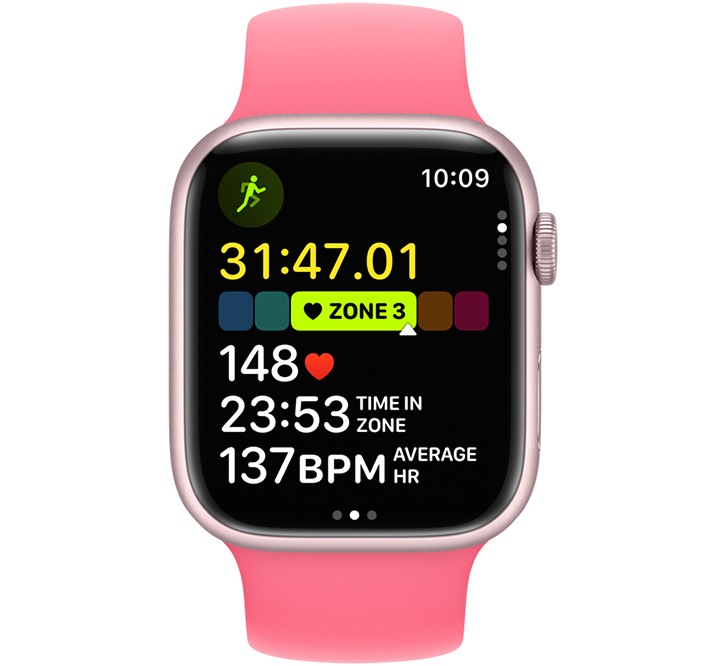 10:09
31:47.01
ZONE 3
148
23:53 TIME IN
ZONE
137BPM AVERAGE
HR